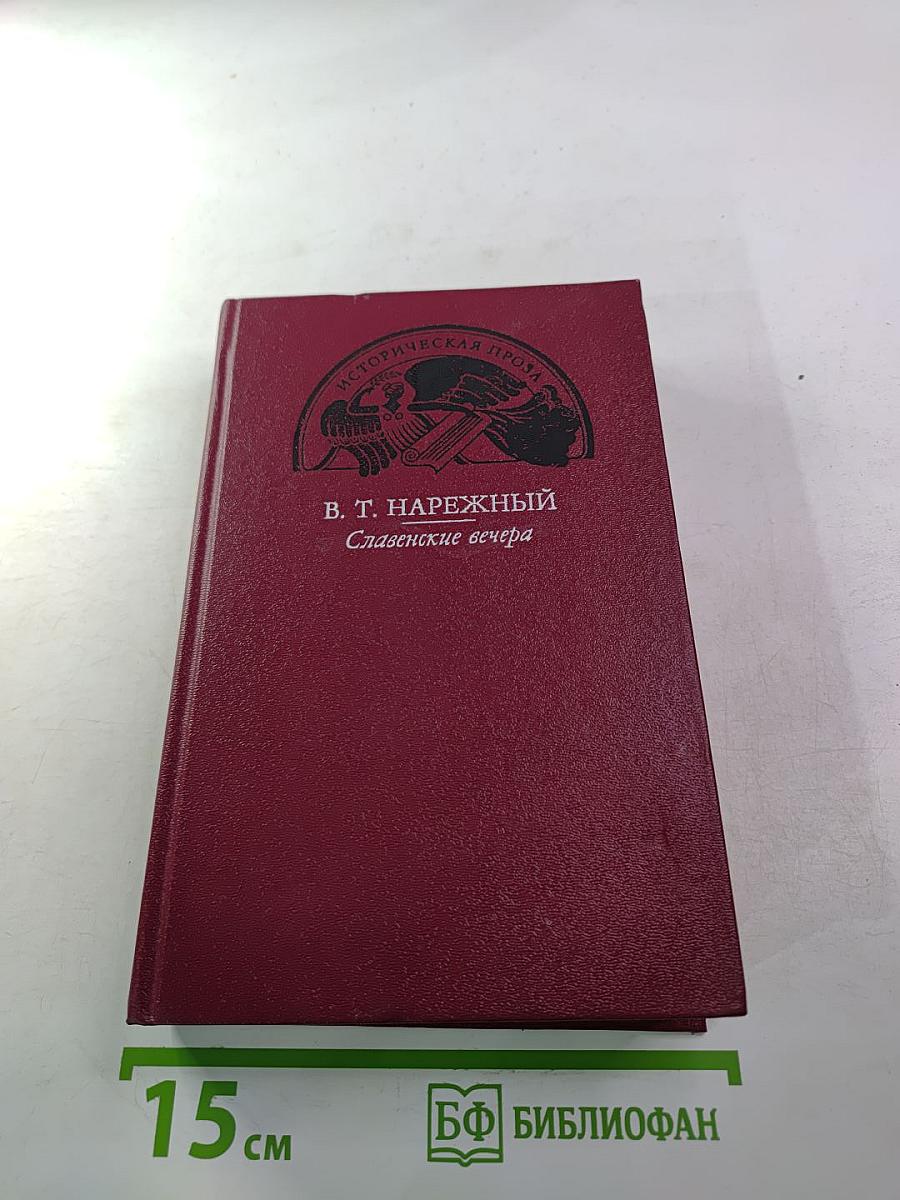 ИСТОРИЧЕСКАЯ ПРОЗА
В. Т. НАРЕЖНЫЙ
Славенские вечера
15 см
БФ БИБЛИОФАН